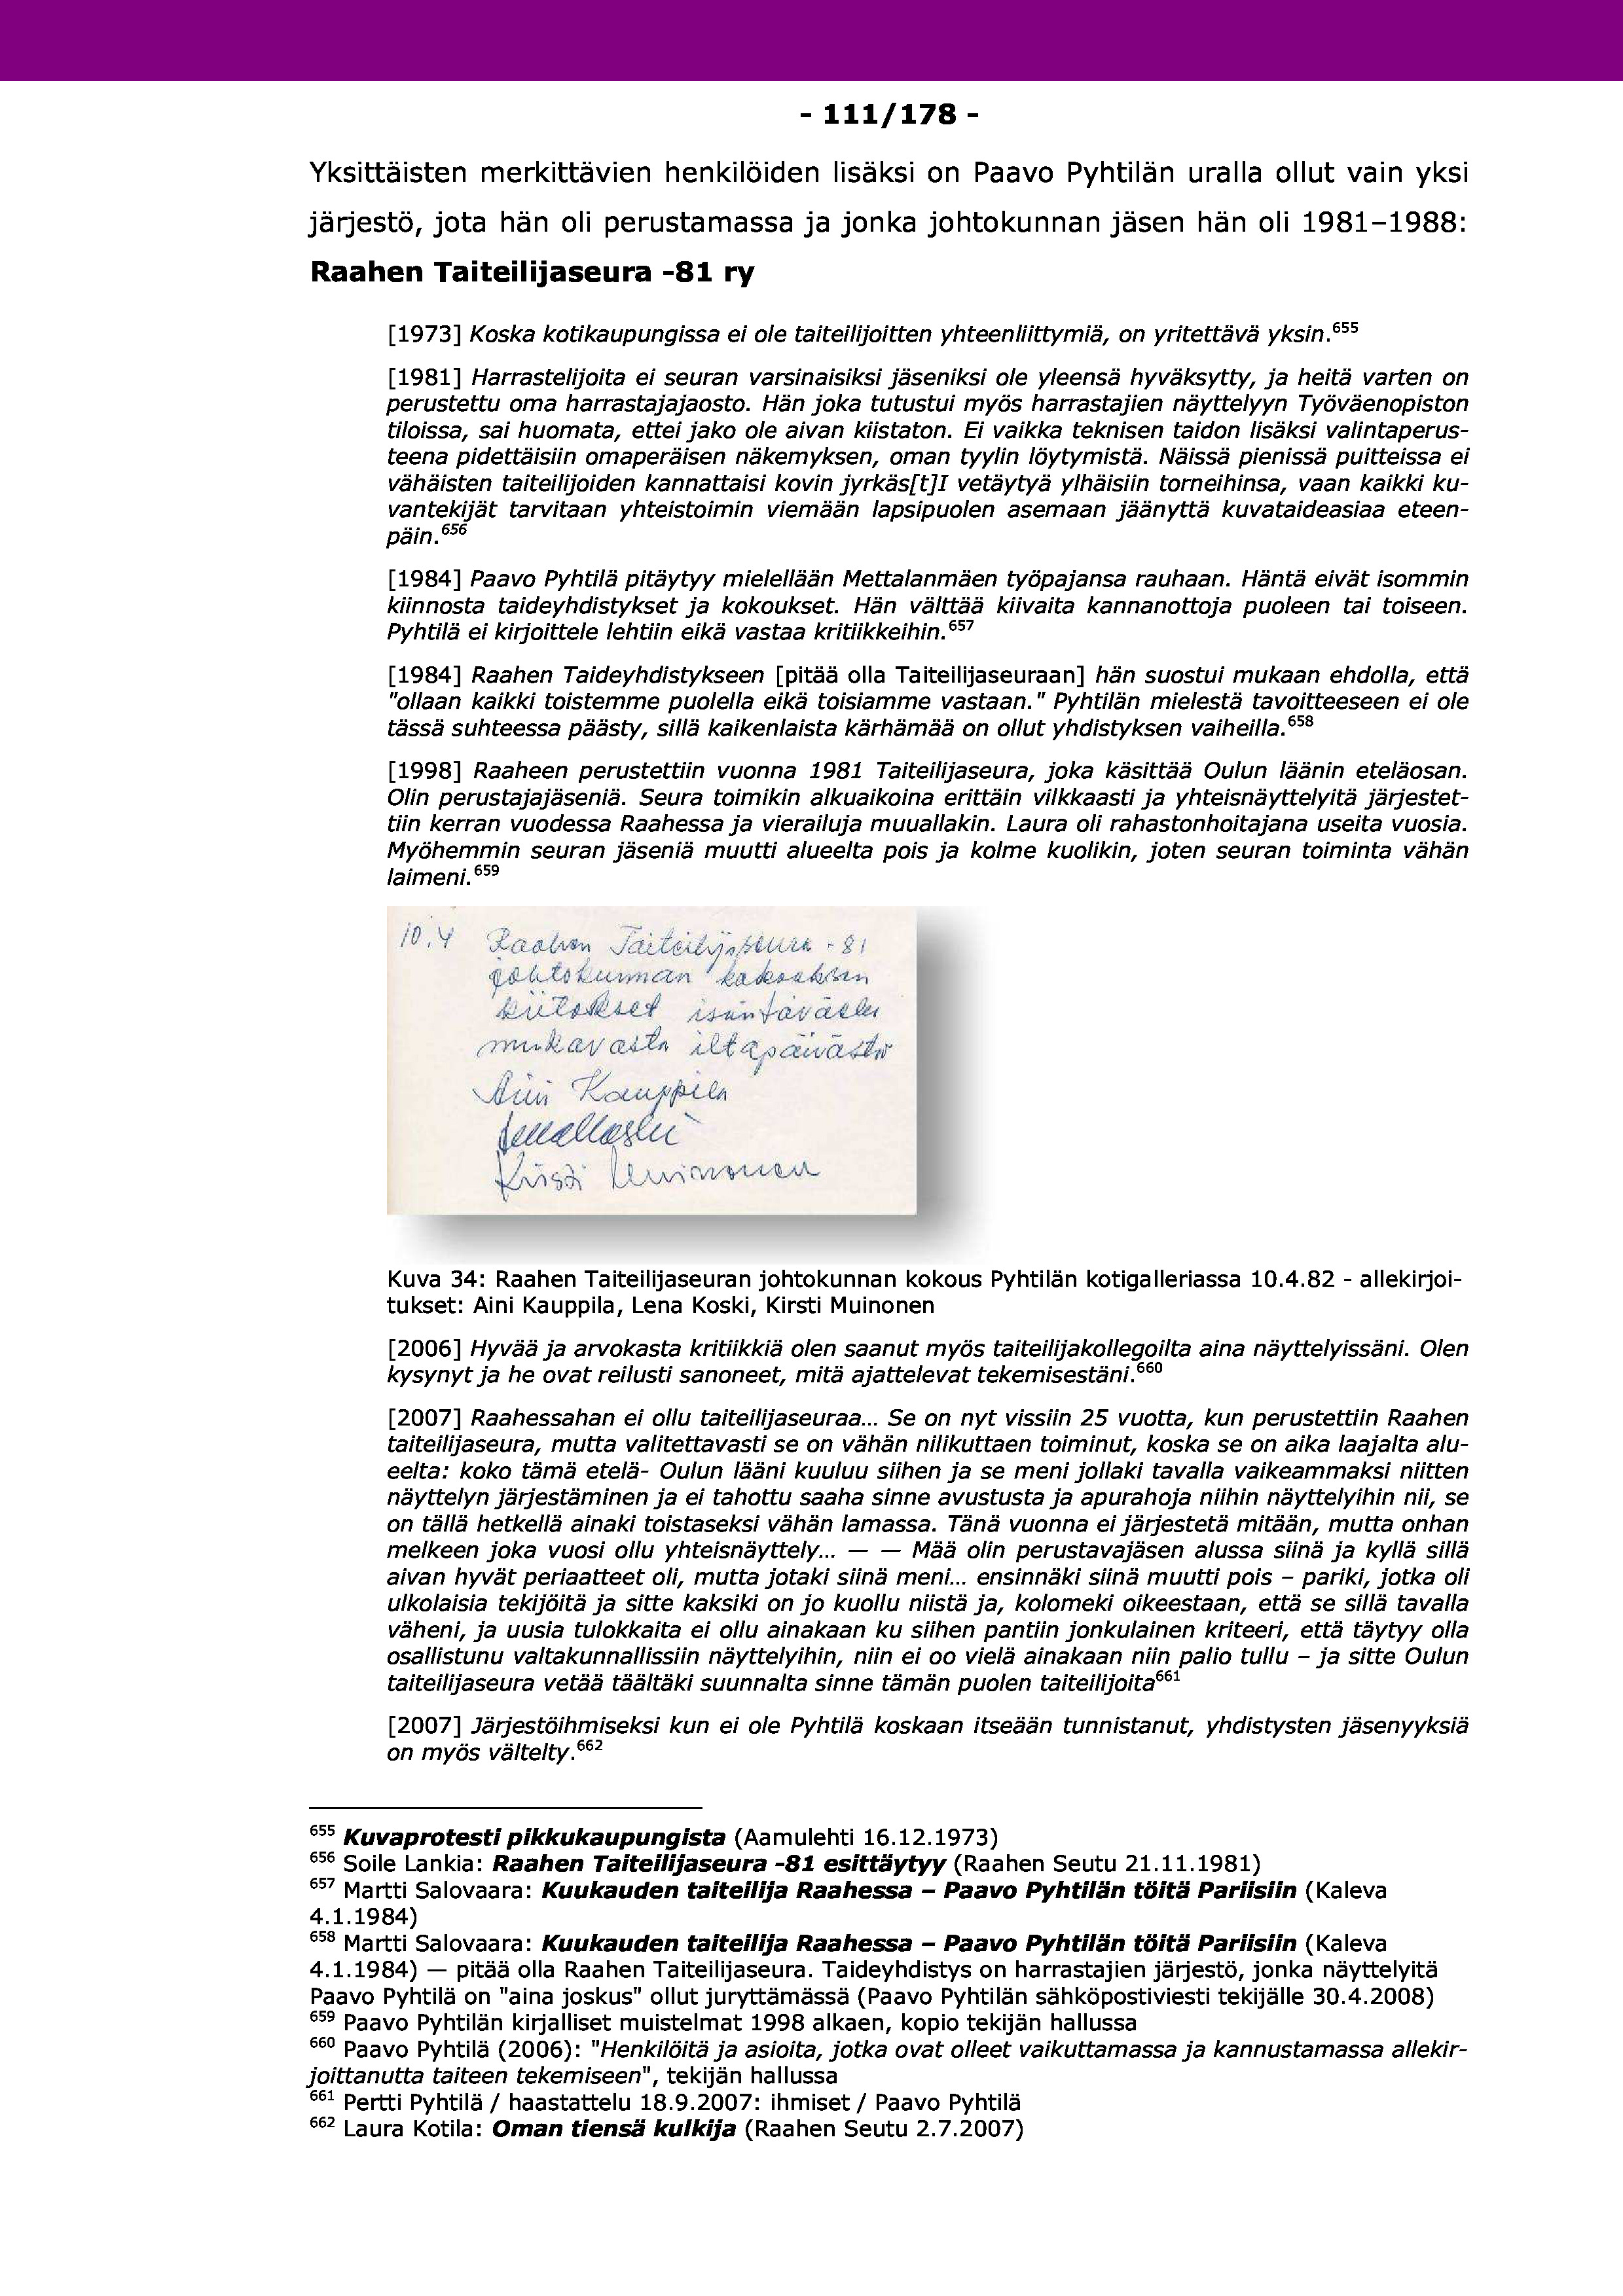 - 111/178 -
Yksittäisten merkittävien henkilöiden lisäksi on Paavo Pyhtilän uralla ollut vain yksi
järjestö, jota hän oli perustamassa ja jonka johtokunnan jäsen hän oli 1981–1988:
Raahen Taiteilijaseura -81 ry
[1973] Koska kotikaupungissa ei ole taiteilijoitten yhteenliittymiä, on yritettävä yksin.655
[1981] Harrastelijoita ei seuran varsinaisiksi jäseniksi ole yleensä hyväksytty, ja heitä varten on
perustettu oma harrastajajaosto. Hän joka tutustui myös harrastajien näyttelyyn Työväenopiston
tiloissa, sai huomata, ettei jako ole aivan kiistaton. Ei vaikka teknisen taidon lisäksi valintaperus-
teena pidettäisiin omaperäisen näkemyksen, oman tyylin löytymistä. Näissä pienissä puitteissa ei
vähäisten taiteilijoiden kannattaisi kovin jyrkäs[t]I vetäytyä ylhäisiin torneihinsa, vaan kaikki ku-
vantekijät tarvitaan yhteistoimin viemään lapsipuolen asemaan jäänyttä kuvataideasiaa eteen-
päin.656
[1984] Paavo Pyhtilä pitäytyy mielellään Mettalanmäen työpajansa rauhaan. Häntä eivät isommin
kiinnosta taideyhdistykset ja kokoukset. Hän välttää kiivaita kannanottoja puoleen tai toiseen.
Pyhtilä ei kirjoittele lehtiin eikä vastaa kritiikkeihin.657
[1984] Raahen Taideyhdistykseen [pitää olla Taiteilijaseuraan] hän suostui mukaan ehdolla, että
"ollaan kaikki toistemme puolella eikä toisiamme vastaan." Pyhtilän mielestä tavoitteeseen ei ole
tässä suhteessa päästy, sillä kaikenlaista kärhämää on ollut yhdistyksen vaiheilla.658
[1998] Raaheen perustettiin vuonna 1981 Taiteilijaseura, joka käsittää Oulun läänin eteläosan.
Olin perustajajäseniä. Seura toimikin alkuaikoina erittäin vilkkaasti ja yhteisnäyttelyitä järjestet-
tiin kerran vuodessa Raahessa ja vierailuja muuallakin. Laura oli rahastonhoitajana useita vuosia.
Myöhemmin seuran jäseniä muutti alueelta pois ja kolme kuolikin, joten seuran toiminta vähän
laimeni.659
10.4 Raahen Taiteilijaseura -81
johtokunnan kokouksen
kiitokset isäntäväelle
mukavasta iltapäivästä
Aini Kauppila
Lena Koski
Kirsti Muinonen
Kuva 34: Raahen Taiteilijaseuran johtokunnan kokous Pyhtilän kotigalleriassa 10.4.82 - allekirjoi-
tukset: Aini Kauppila, Lena Koski, Kirsti Muinonen
[2006] Hyvää ja arvokasta kritiikkiä olen saanut myös taiteilijakollegoilta aina näyttelyissäni. Olen
kysynyt ja he ovat reilusti sanoneet, mitä ajattelevat tekemisestäni.660
[2007] Raahessahan ei ollu taiteilijaseuraa… Se on nyt vissiin 25 vuotta, kun perustettiin Raahen
taiteilijaseura, mutta valitettavasti se on vähän nilikuttaen toiminut, koska se on aika laajalta alu-
eelta: koko tämä etelä- Oulun lääni kuuluu siihen ja se meni jollaki tavalla vaikeammaksi niitten
näyttelyn järjestäminen ja ei tahottu saaha sinne avustusta ja apurahoja niihin näyttelyihin nii, se
on tällä hetkellä ainaki toistaseksi vähän lamassa. Tänä vuonna ei järjestetä mitään, mutta onhan
melkeen joka vuosi ollu yhteisnäyttely… — — Mää olin perustavajäsen alussa siinä ja kyllä sillä
aivan hyvät periaatteet oli, mutta jotaki siinä meni… ensinnäki siinä muutti pois – pariki, jotka oli
ulkolaisia tekijöitä ja sitte kaksiki on jo kuollu niistä ja, kolomeki oikeestaan, että se sillä tavalla
väheni, ja uusia tulokkaita ei ollu ainakaan ku siihen pantiin jonkulainen kriteeri, että täytyy olla
osallistunu valtakunnallissiin näyttelyihin, niin ei oo vielä ainakaan niin palio tullu – ja sitte Oulun
taiteilijaseura vetää täältäki suunnalta sinne tämän puolen taiteilijoita661
[2007] Järjestöihmiseksi kun ei ole Pyhtilä koskaan itseään tunnistanut, yhdistysten jäsenyyksiä
on myös vältelty.662
655 Kuvaprotesti pikkukaupungista (Aamulehti 16.12.1973)
656 Soile Lankia: Raahen Taiteilijaseura -81 esittäytyy (Raahen Seutu 21.11.1981)
657 Martti Salovaara: Kuukauden taiteilija Raahessa – Paavo Pyhtilän töitä Pariisiin (Kaleva
4.1.1984)
658 Martti Salovaara: Kuukauden taiteilija Raahessa – Paavo Pyhtilän töitä Pariisiin (Kaleva
4.1.1984) — pitää olla Raahen Taiteilijaseura. Taideyhdistys on harrastajien järjestö, jonka näyttelyitä
Paavo Pyhtilä on "aina joskus" ollut juryttämässä (Paavo Pyhtilän sähköpostiviesti tekijälle 30.4.2008)
659 Paavo Pyhtilän kirjalliset muistelmat 1998 alkaen, kopio tekijän hallussa
660 Paavo Pyhtilä (2006): "Henkilöitä ja asioita, jotka ovat olleet vaikuttamassa ja kannustamassa allekir-
joittanutta taiteen tekemiseen", tekijän hallussa
661 Pertti Pyhtilä / haastattelu 18.9.2007: ihmiset / Paavo Pyhtilä
662 Laura Kotila: Oman tiensä kulkija (Raahen Seutu 2.7.2007)